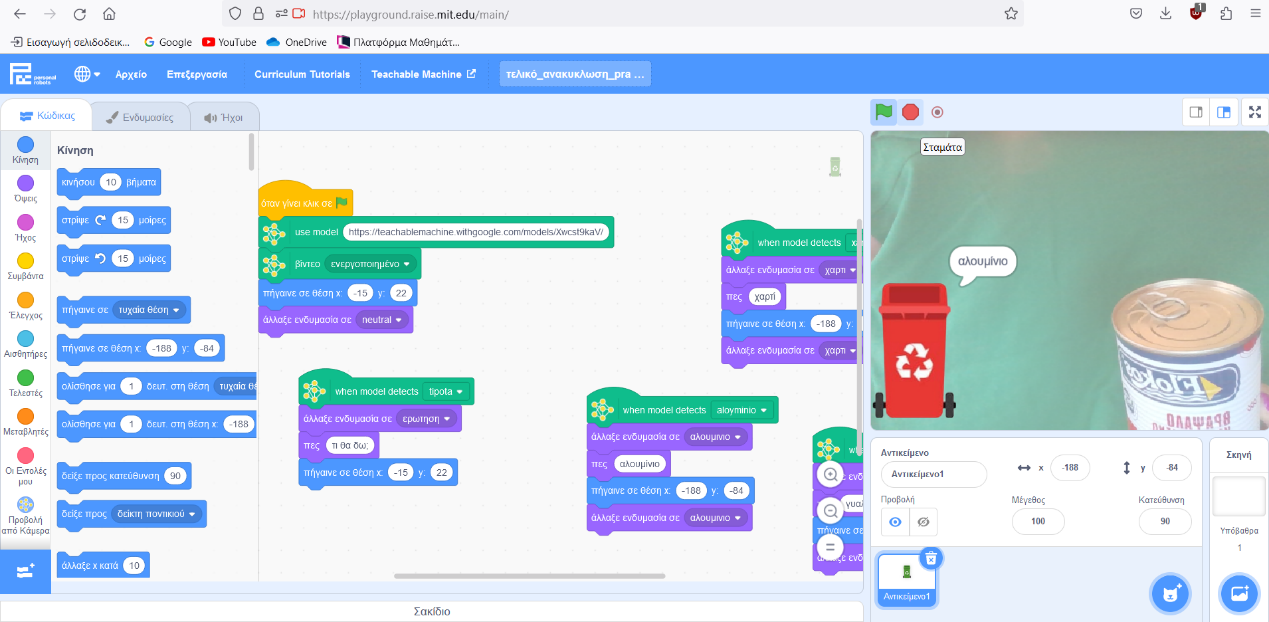 https://playground.raise.mit.edu/main/
1
Εισαγωγή σελιδοδεικ...
Google
YouTube
OneDrive
Πλατφόρμα Μαθημάτ...
personal robots
Αρχείο
Επεξεργασία
Curriculum Tutorials
Teachable Machine
τελικό_ανακυκλωση_pra ...
Κώδικας
Ενδυμασίες
Ήχοι
Κίνηση
Όψεις
Ήχος
Συμβάντα
Έλεγχος
Αισθητήρες
Τελεστές
Μεταβλητές
Οι Εντολές μου
Προβολή από Κάμερα
Κίνηση
κινήσου 10 βήματα
στρίψε 15 μοίρες
στρίψε 15 μοίρες
πήγαινε σε τυχαία θέση
πήγαινε σε θέση x: -188 y: -84
ολίσθησε για 1 δευτ. στη θέση τυχαία θέ
ολίσθησε για 1 δευτ. στη θέση x: -188
δείξε προς κατεύθυνση 90
δείξε προς δείκτη ποντικιού
άλλαξε x κατά 10
όταν γίνει κλικ σε
use model https://teachablemachine.withgoogle.com/models/Xwcst9kaV/
βίντεο ενεργοποιημένο
πήγαινε σε θέση x: -15 y: 22
άλλαξε ενδυμασία σε neutral
when model detects tipota
άλλαξε ενδυμασία σε ερωτηση
πες τι θα δω;
πήγαινε σε θέση x: -15 y: 22
when model detects aloyminio
άλλαξε ενδυμασία σε αλουμινιο
πες αλουμίνιο
πήγαινε σε θέση x: -188 y: -84
άλλαξε ενδυμασία σε αλουμινιο
when model detects
άλλαξε ενδυμασία σε χαρτι
πες χαρτί
πήγαινε σε θέση x: -188 y:
άλλαξε ενδυμασία σε χαρτι
Σταμάτα
αλουμίνιο
Αντικείμενο
Αντικείμενο1
x -188
y -84
Προβολή
Μέγεθος
100
Κατεύθυνση
90
Αντικείμενο1
Σκηνή
Υπόβαθρα
1
Σακίδιο